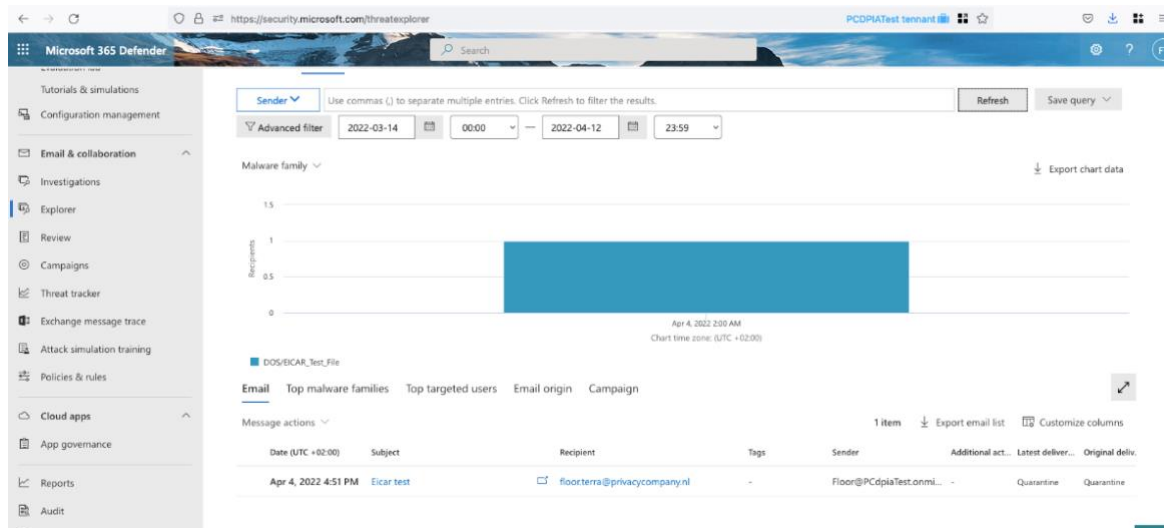 https://security.microsoft.com/threatexplorer
PCDPIATest tennant
Microsoft 365 Defender
Search
Tutorials & simulations
Configuration management
Email & collaboration
Investigations
Explorer
Review
Campaigns
Threat tracker
Exchange message trace
Attack simulation training
Policies & rules
Cloud apps
App governance
Reports
Audit
Sender
Use commas (,) to separate multiple entries. Click Refresh to filter the results.
Refresh
Save query
Advanced filter
2022-03-14
00:00
—
2022-04-12
23:59
Malware family
Export chart data
1.5
1
0.5
0
Recipients
Apr 4, 2022 2:00 AM
Chart time zone: (UTC +02:00)
DOS/EICAR_Test_File
Email Top malware families Top targeted users Email origin Campaign
Message actions
1 item Export email list Customize columns
Date (UTC +02:00) Subject Recipient Tags Sender Additional act... Latest deliver... Original deliv.
Apr 4, 2022 4:51 PM Eicar test floor.terra@privacycompany.nl - Floor@PCdpiaTest.onmi... - Quarantine Quarantine